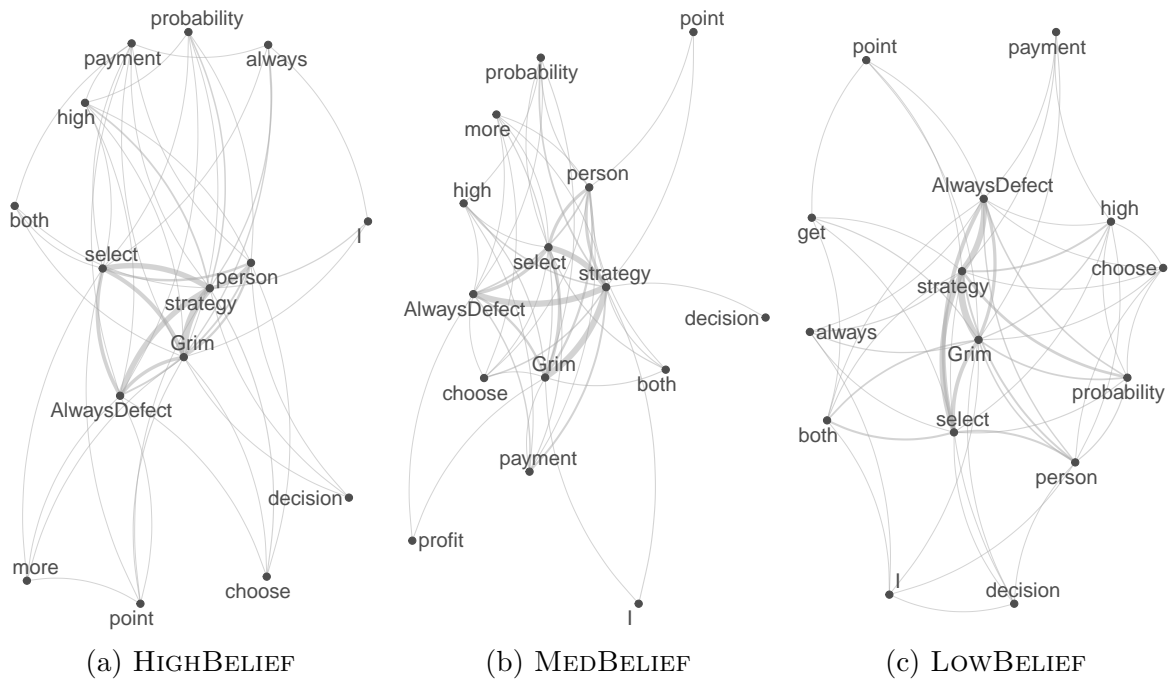 probability
payment
always
high
both
I
select
person
strategy
Grim
AlwaysDefect
decision
more
choose
point
(a) HIGHBELIEF
point
probability
more
person
high
select
strategy
AlwaysDefect
decision
Grim
choose
both
payment
profit
I
(b) MEDBELIEF
payment
point
AlwaysDefect
high
get
choose
strategy
always
Grim
probability
select
both
person
I
decision
(c) LOWBELIEF